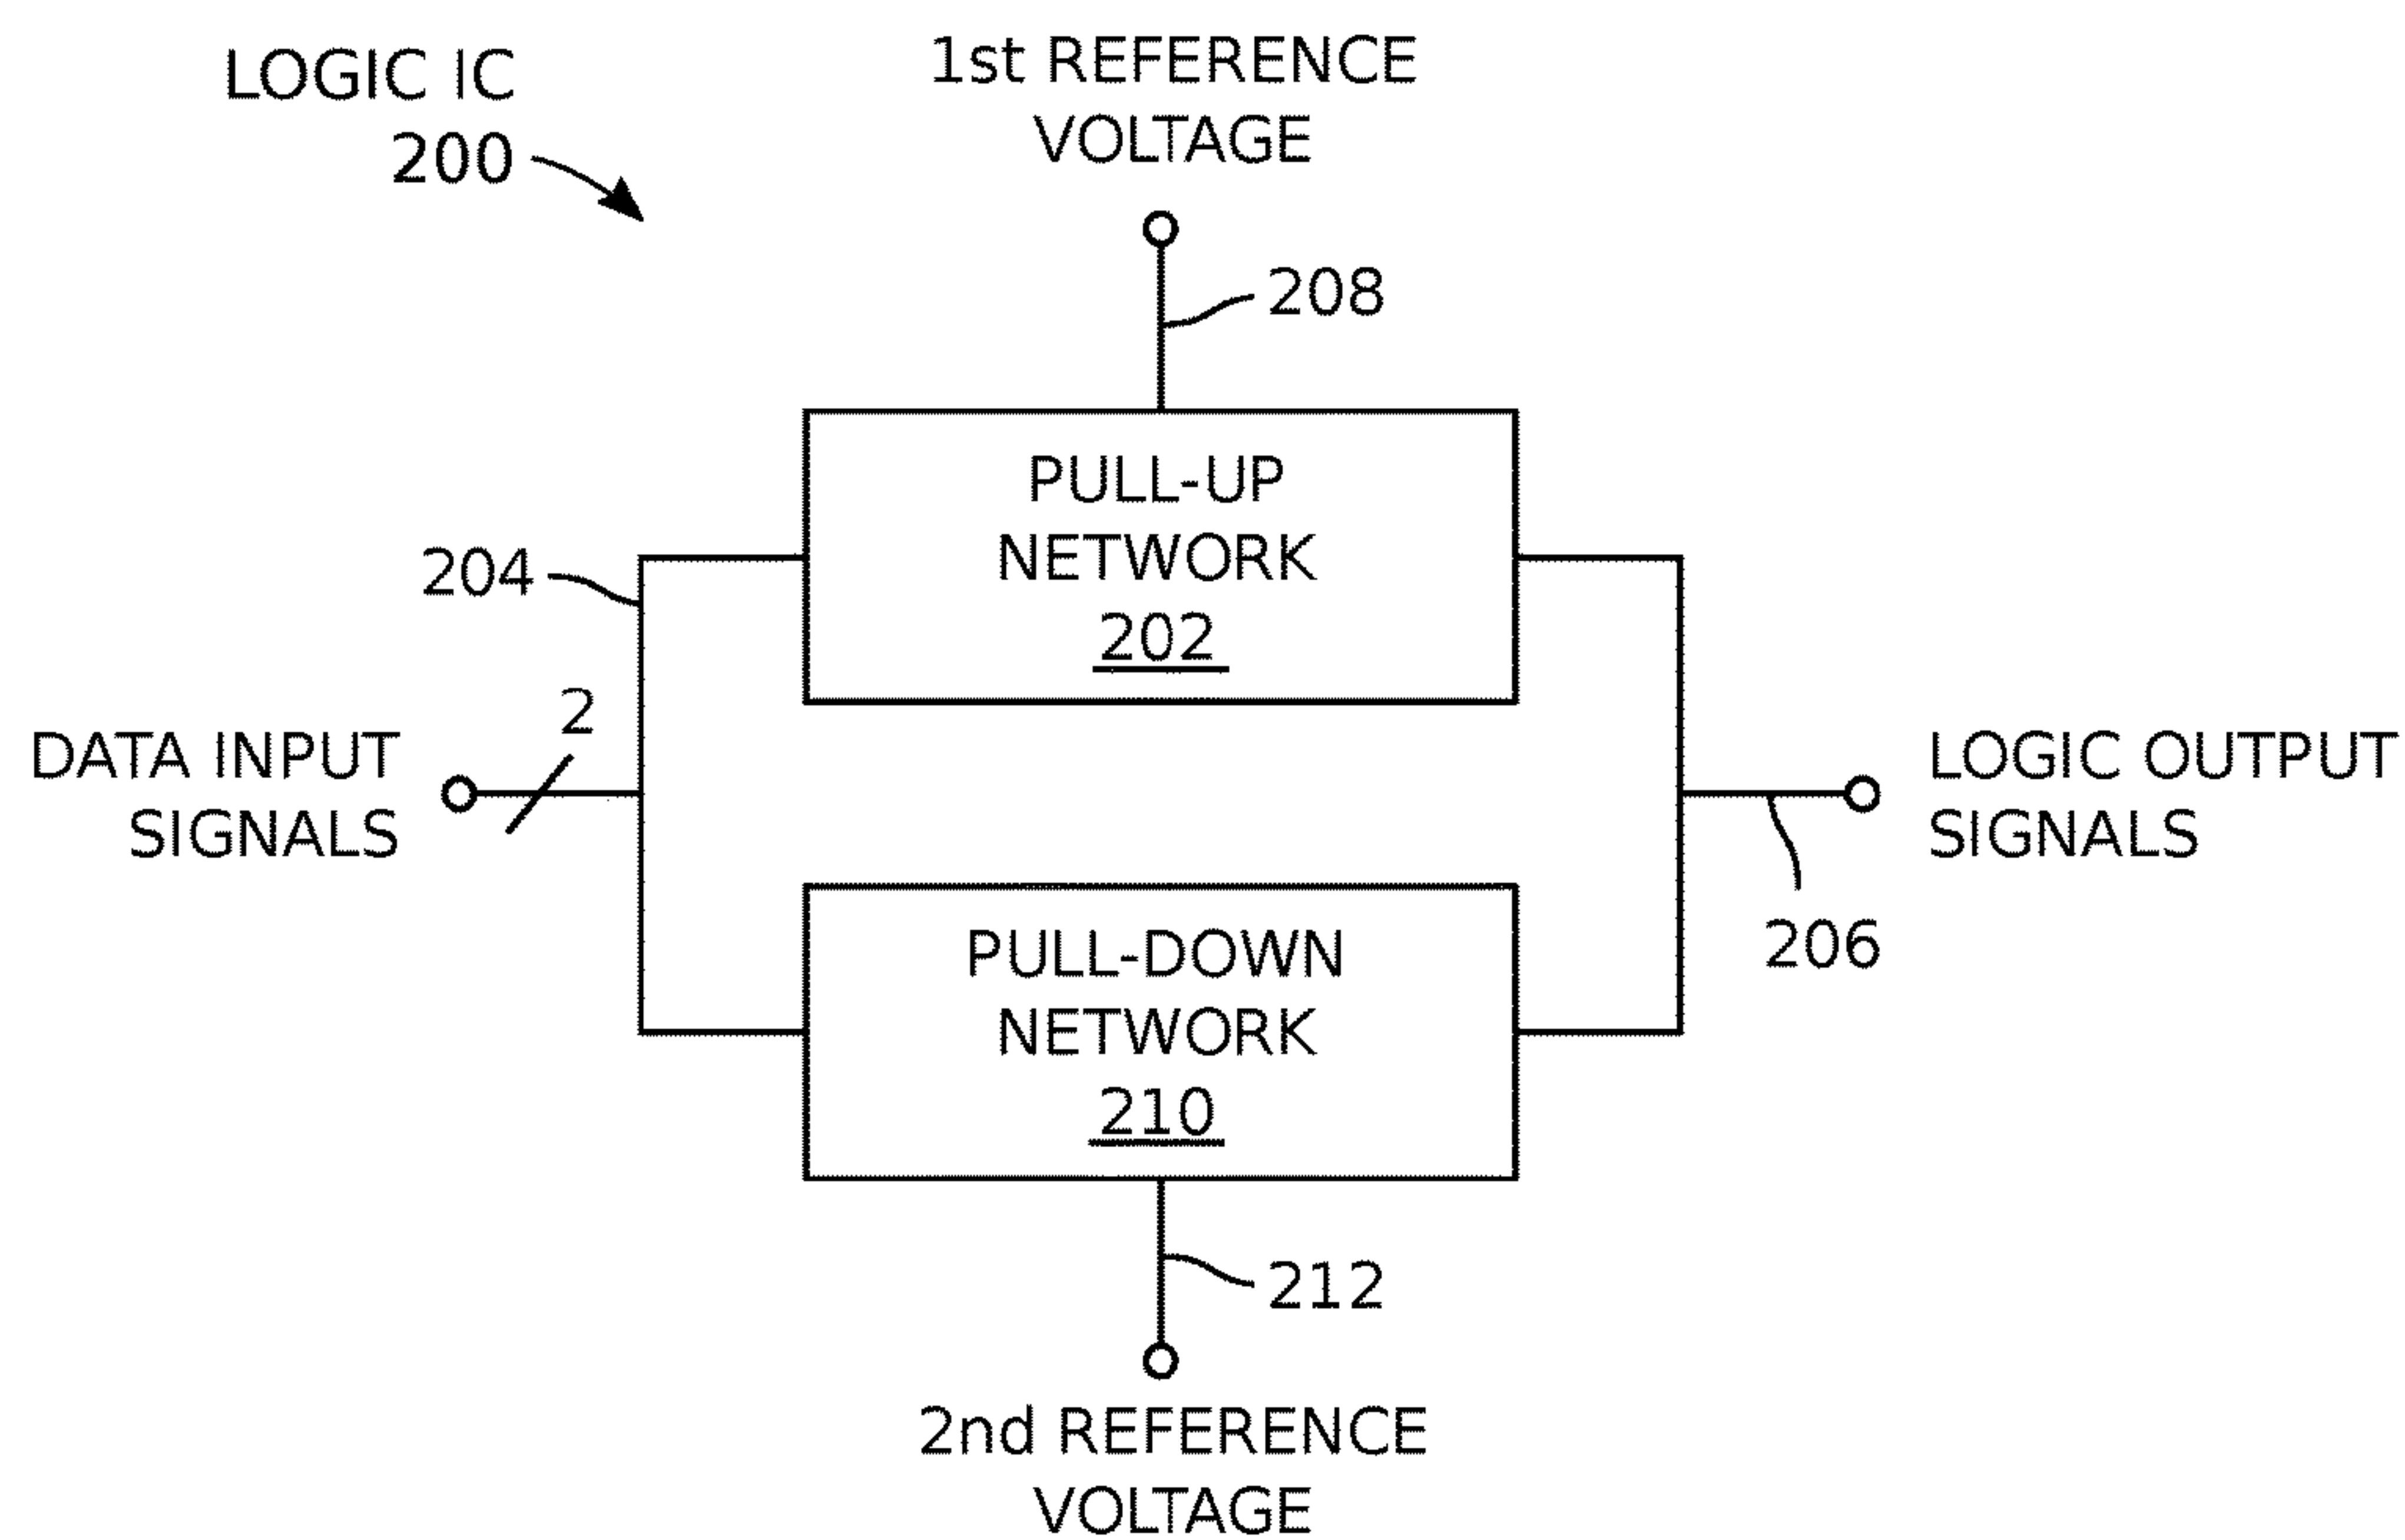 LOGIC IC
200
1st REFERENCE
VOLTAGE
208
PULL-UP
NETWORK
202
204
2
DATA INPUT
SIGNALS
LOGIC OUTPUT
SIGNALS
206
PULL-DOWN
NETWORK
210
212
2nd REFERENCE
VOLTAGE